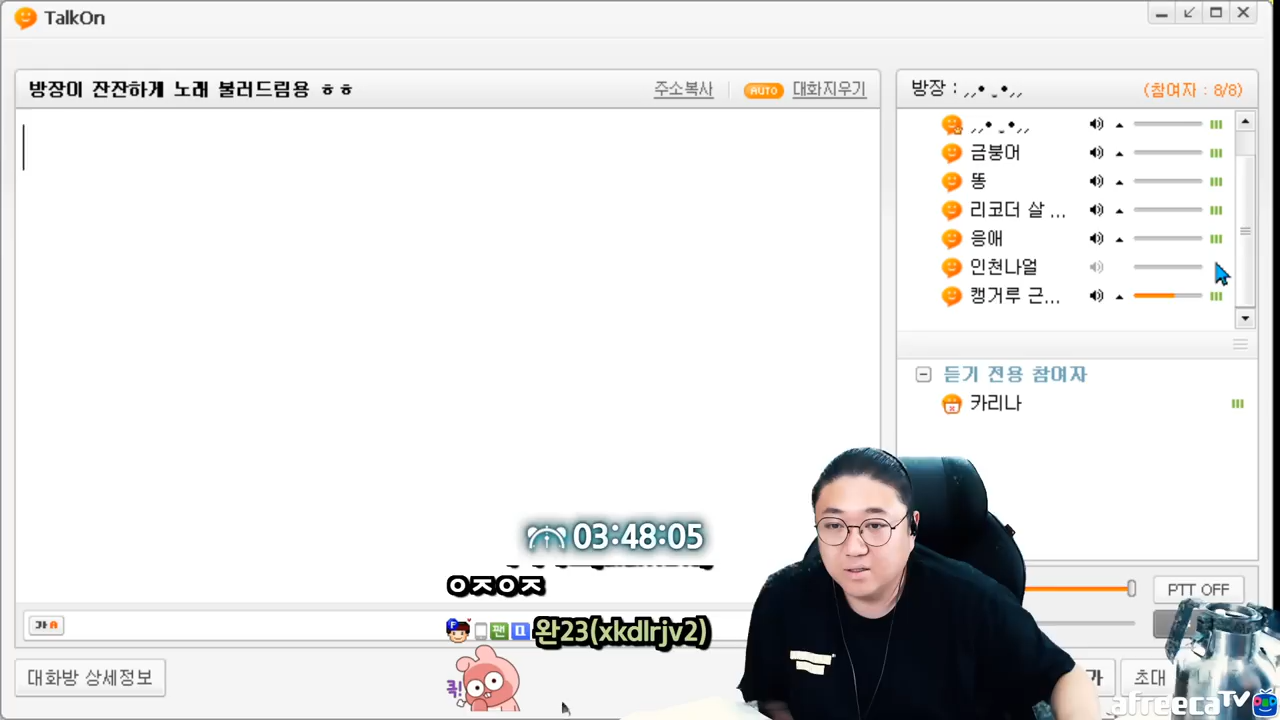 TalkOn
방장이 잔잔하게 노래 불러드림용 ㅎㅎ
주소복사
AUTO
대화지우기
방장 : ,,• ._•,,
(참여자 : 8/8)
,,• ._•,,
금붕어
똥
리코더 살 ...
응애
인천나얼
캥거루 근...
듣기 전용 참여자
카리나
03:48:05
ㅇㅈㅇㅈ
팬
완23(xkdlrjv2)
큭!
PTT OFF
가
대화방 상세정보
가
초대
afreecaTV